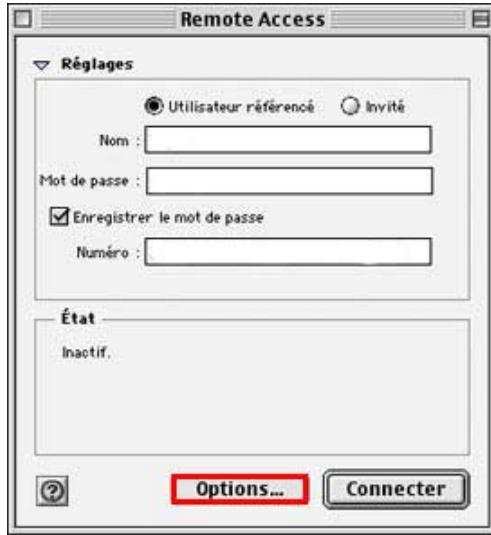 Remote Access
Réglages
Utilisateur référencé Invité
Nom :
Mot de passe :
Enregistrer le mot de passe
Numéro :
État
Inactif.
? Options... Connecter